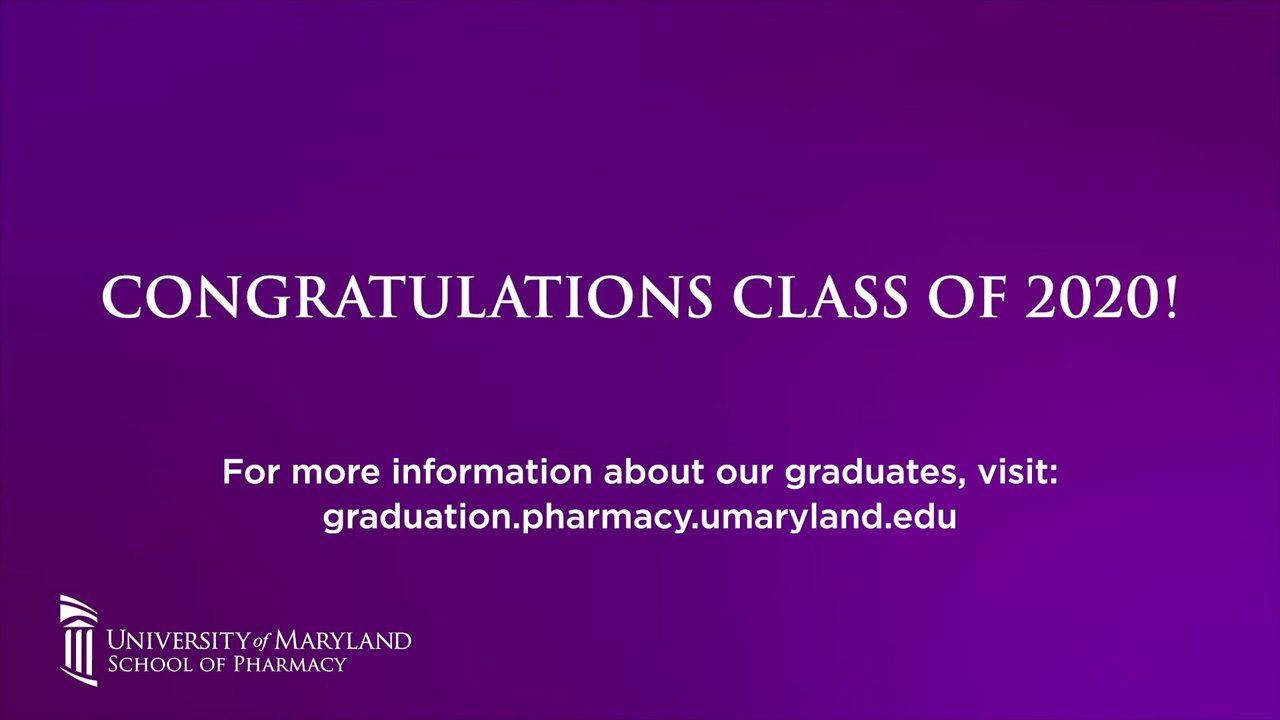 CONGRATULATIONS CLASS OF 2020!
For more information about our graduates, visit:
graduation.pharmacy.umaryland.edu
UNIVERSITY of MARYLAND
SCHOOL OF PHARMACY